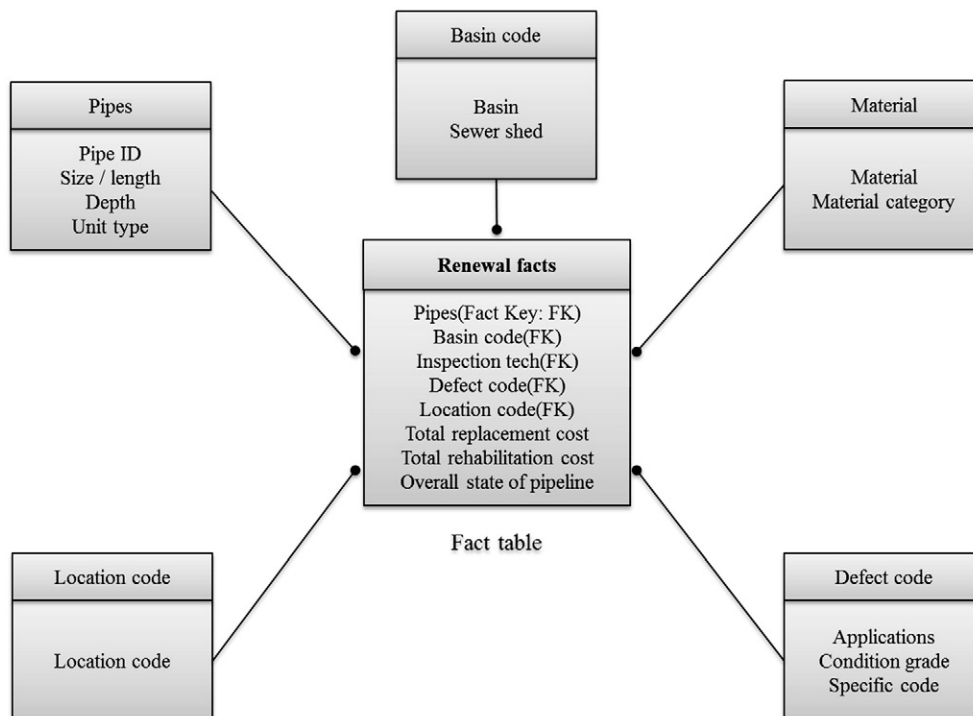 Basin code
Basin
Sewer shed
Pipes
Pipe ID
Size / length
Depth
Unit type
Material
Material
Material category
Renewal facts
Pipes(Fact Key: FK)
Basin code(FK)
Inspection tech(FK)
Defect code(FK)
Location code(FK)
Total replacement cost
Total rehabilitation cost
Overall state of pipeline
Fact table
Location code
Location code
Defect code
Applications
Condition grade
Specific code